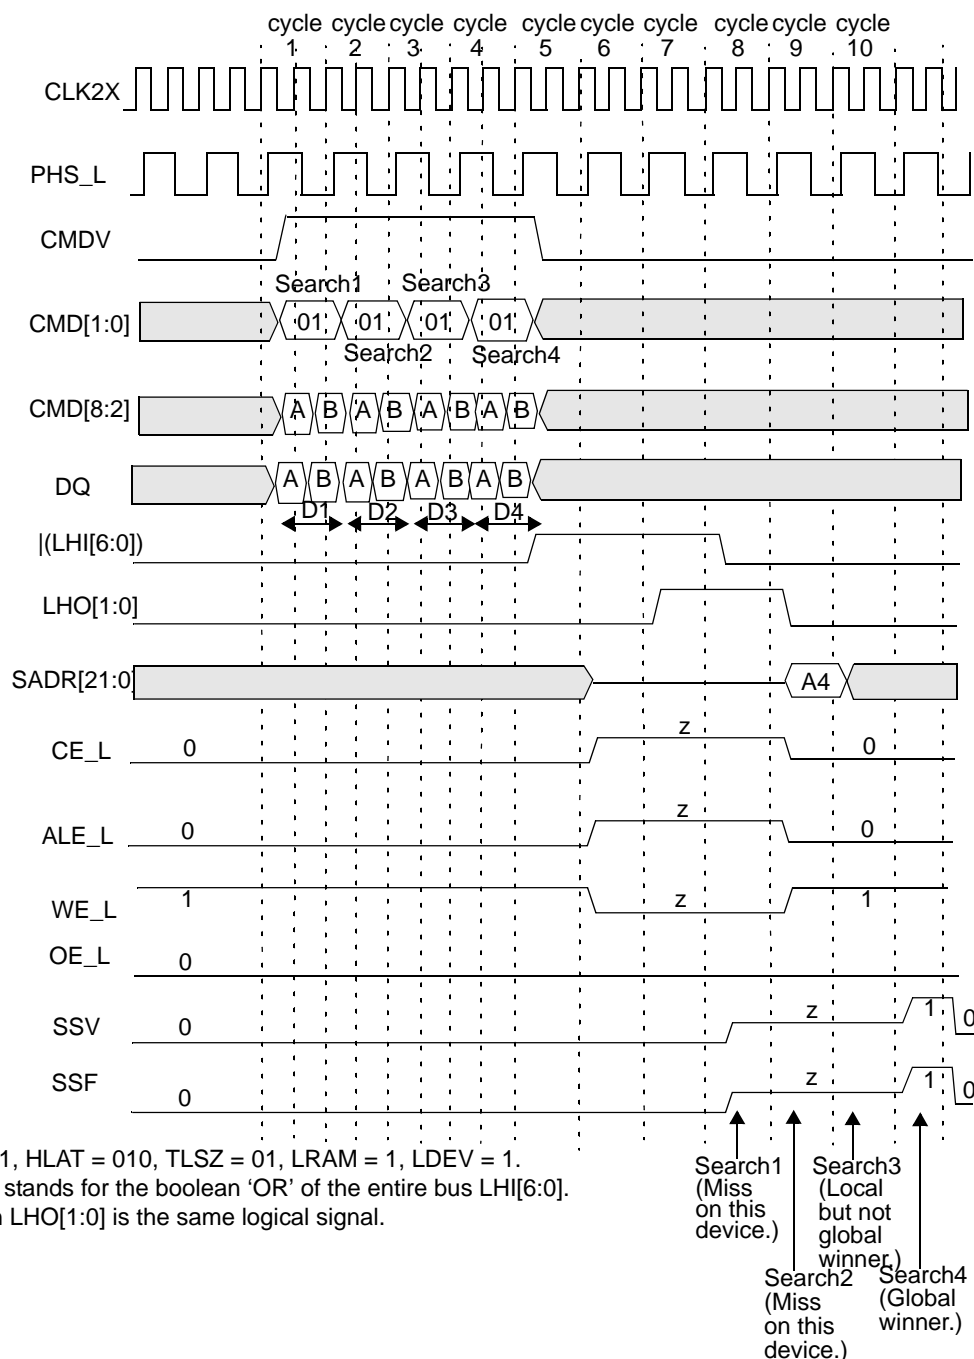 cycle cycle cycle cycle cycle cycle cycle cycle cycle cycle
1 2 3 4 5 6 7 8 9 10
CLK2X
PHS_L
CMDV
Search1 Search3
CMD[1:0] 01 01 01 01
Search2 Search4
CMD[8:2] A B A B A B A B
DQ A B A B A B A B
D1 D2 D3 D4
|(LHI[6:0])
LHO[1:0]
SADR[21:0] A4
CE_L 0 z 0
ALE_L 0 z 0
WE_L 1 z 1
OE_L 0
SSV 0 z 1 0
SSF 0 z 1 0
1, HLAT = 010, TLSZ = 01, LRAM = 1, LDEV = 1.
stands for the boolean ‘OR’ of the entire bus LHI[6:0].
LHO[1:0] is the same logical signal.
Search1
(Miss
on this
device.)
Search3
(Local
but not
global
winner.)
Search2
(Miss
on this
device.)
Search4
(Global
winner.)